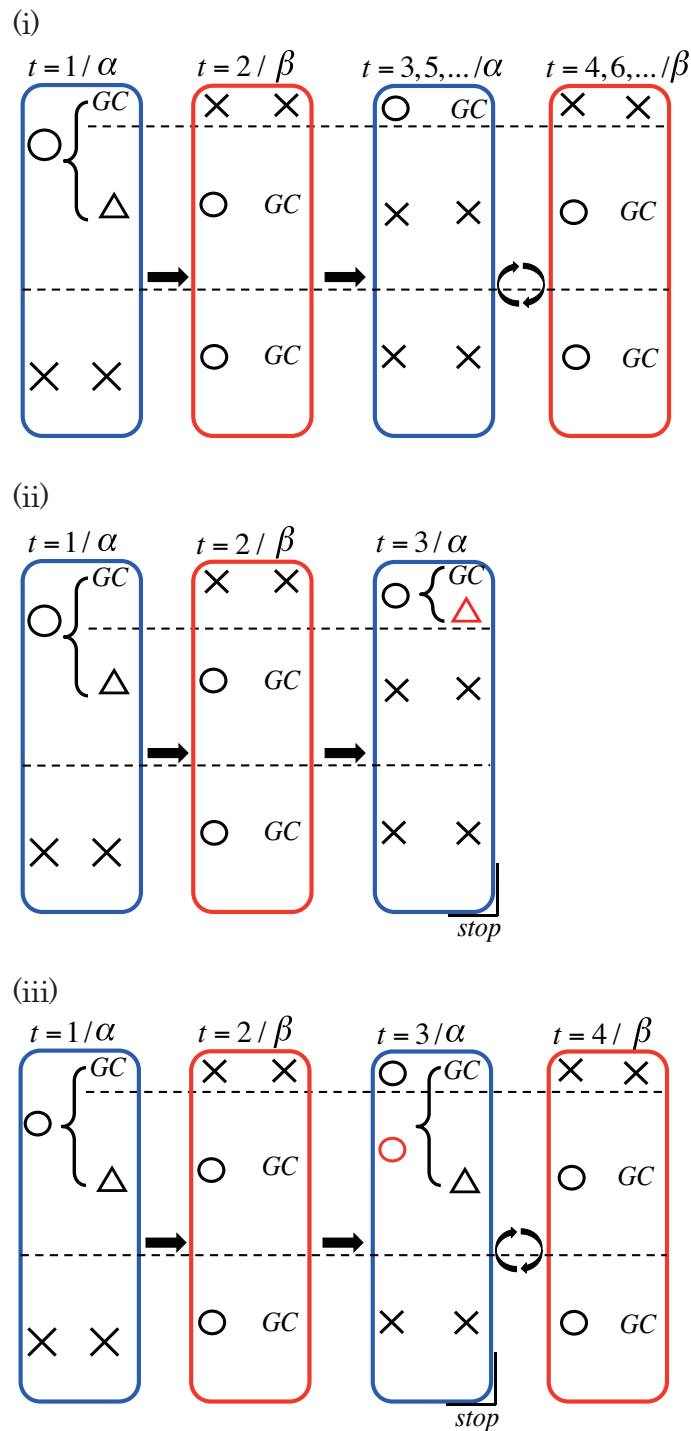 (i)
t = 1 / α t = 2 / β t = 3,5,.../α t = 4,6,.../β
GC × × ○ GC × ×
○ { △ ○ GC × × ○ GC
× × ○ GC × × ○ GC
(ii)
t = 1 / α t = 2 / β t = 3 / α
GC × × ○ { GC
○ { △ ○ GC × × △
× × ○ GC × ×
stop
(iii)
t = 1 / α t = 2 / β t = 3 / α t = 4 / β
GC × × ○ GC × ×
○ { △ ○ GC ○ { △ ○ GC
× × ○ GC × × ○ GC
stop